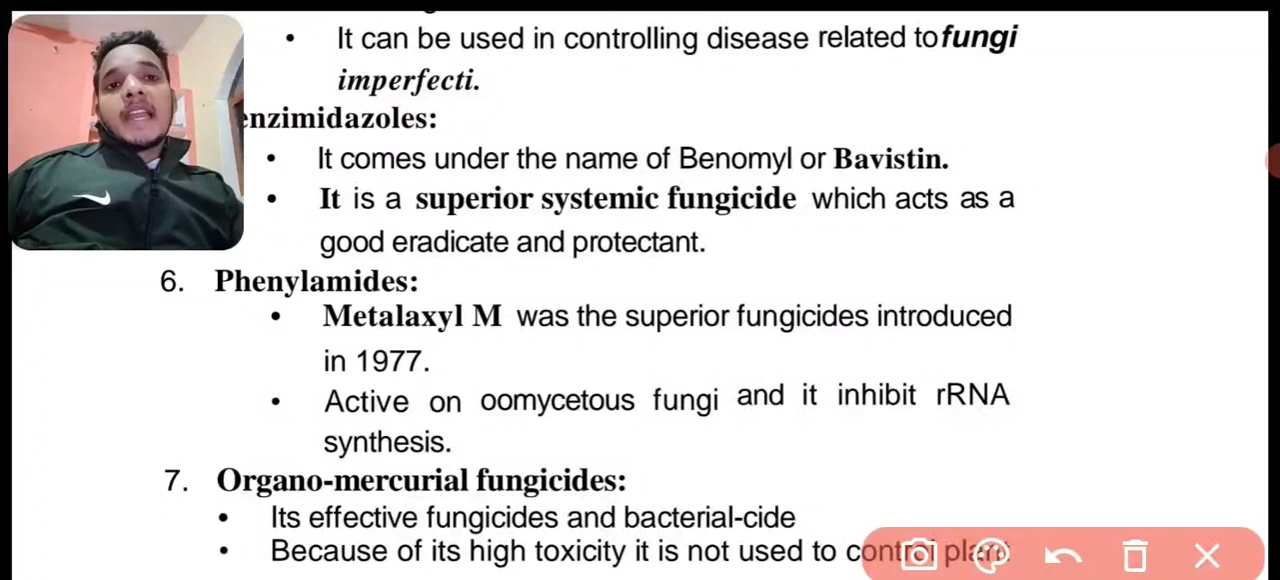 • It can be used in controlling disease related to fungi
imperfecti.
enzimidazoles:
• It comes under the name of Benomyl or Bavistin.
• It is a superior systemic fungicide which acts as a
good eradicate and protectant.
6. Phenylamides:
• Metalaxyl M was the superior fungicides introduced
in 1977.
• Active on oomycetous fungi and it inhibit rRNA
synthesis.
7. Organo-mercurial fungicides:
• Its effective fungicides and bacterial-cide
• Because of its high toxicity it is not used to control plant